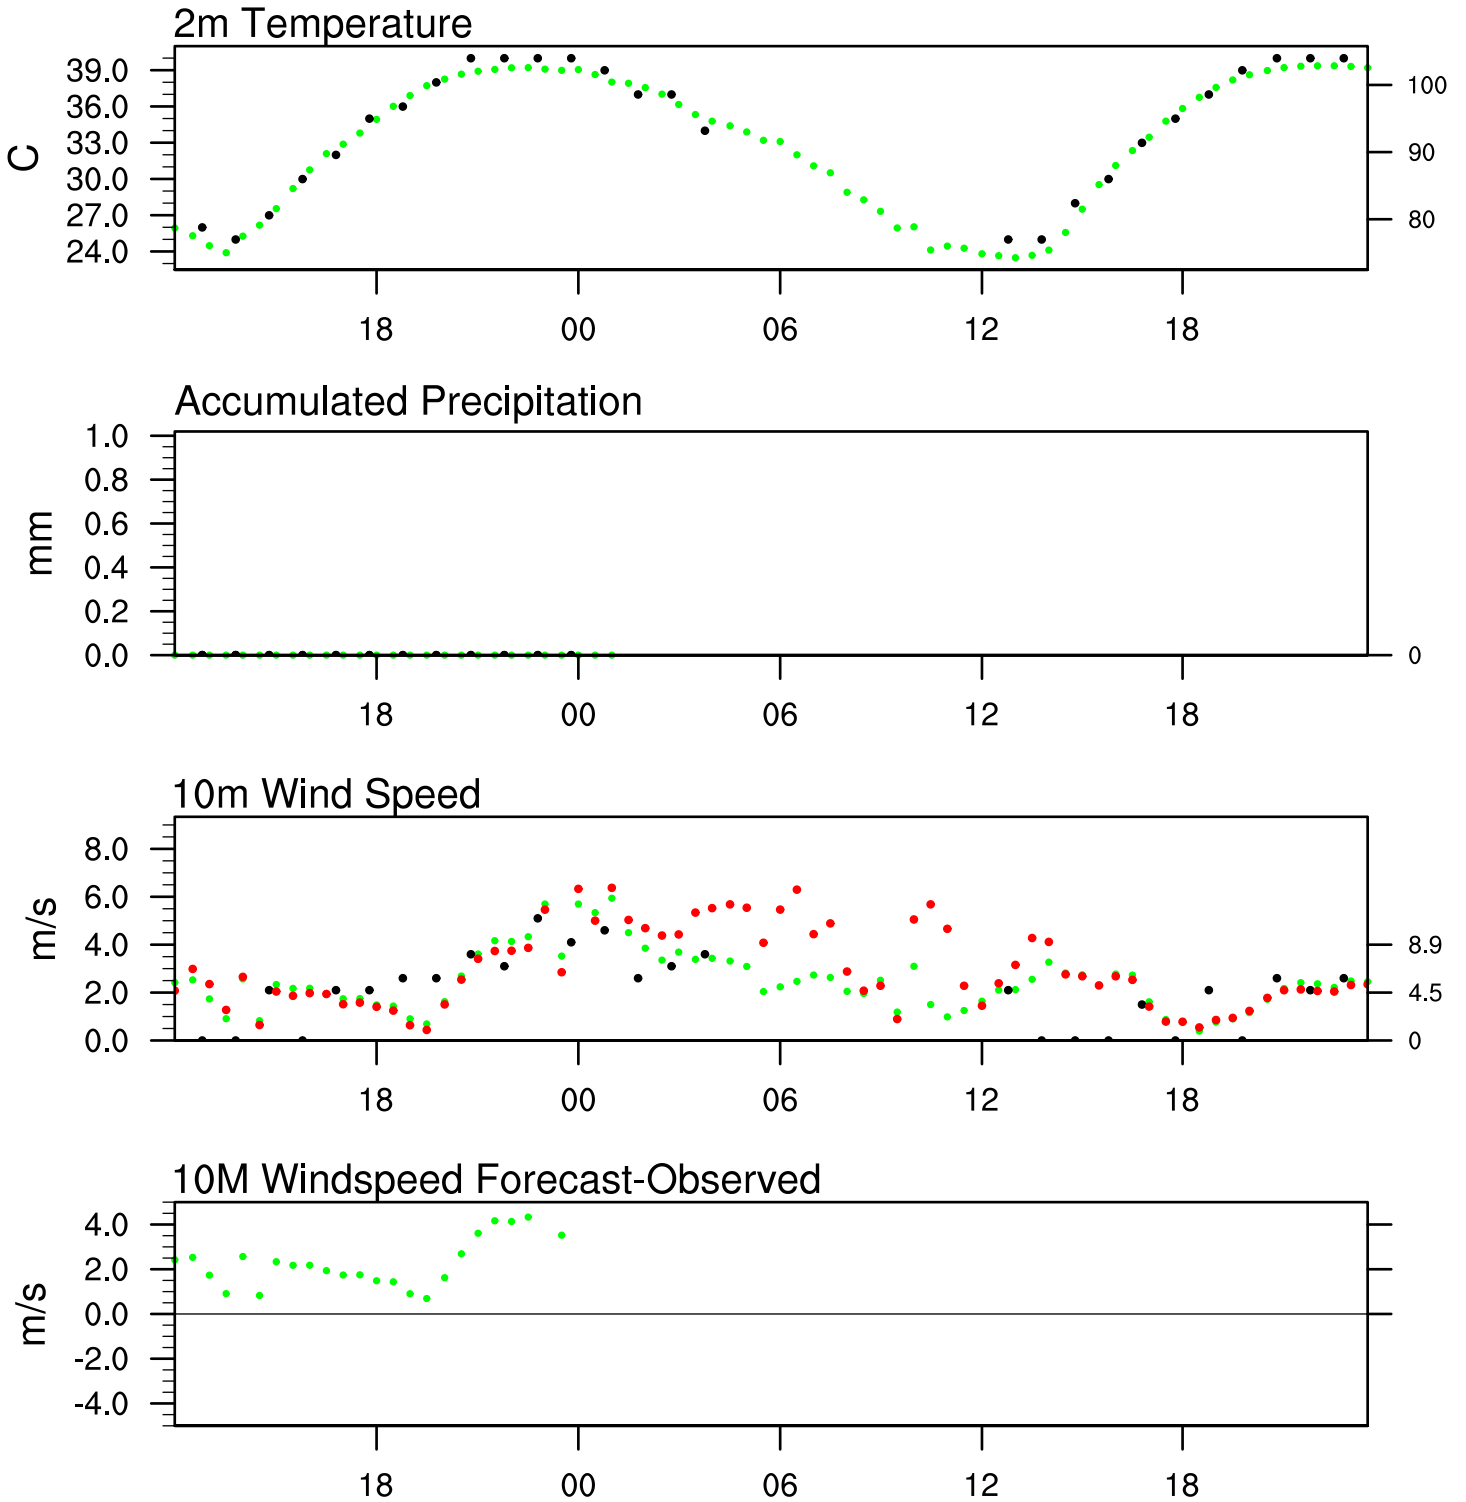 2m Temperature
39.0
36.0
33.0
30.0
27.0
24.0
C
100
90
80
18 00 06 12 18
Accumulated Precipitation
1.0
0.8
0.6
0.4
0.2
0.0
mm
0
18 00 06 12 18
10m Wind Speed
8.0
6.0
4.0
2.0
0.0
m/s
8.9
4.5
0
18 00 06 12 18
10M Windspeed Forecast-Observed
4.0
2.0
0.0
-2.0
-4.0
m/s
18 00 06 12 18